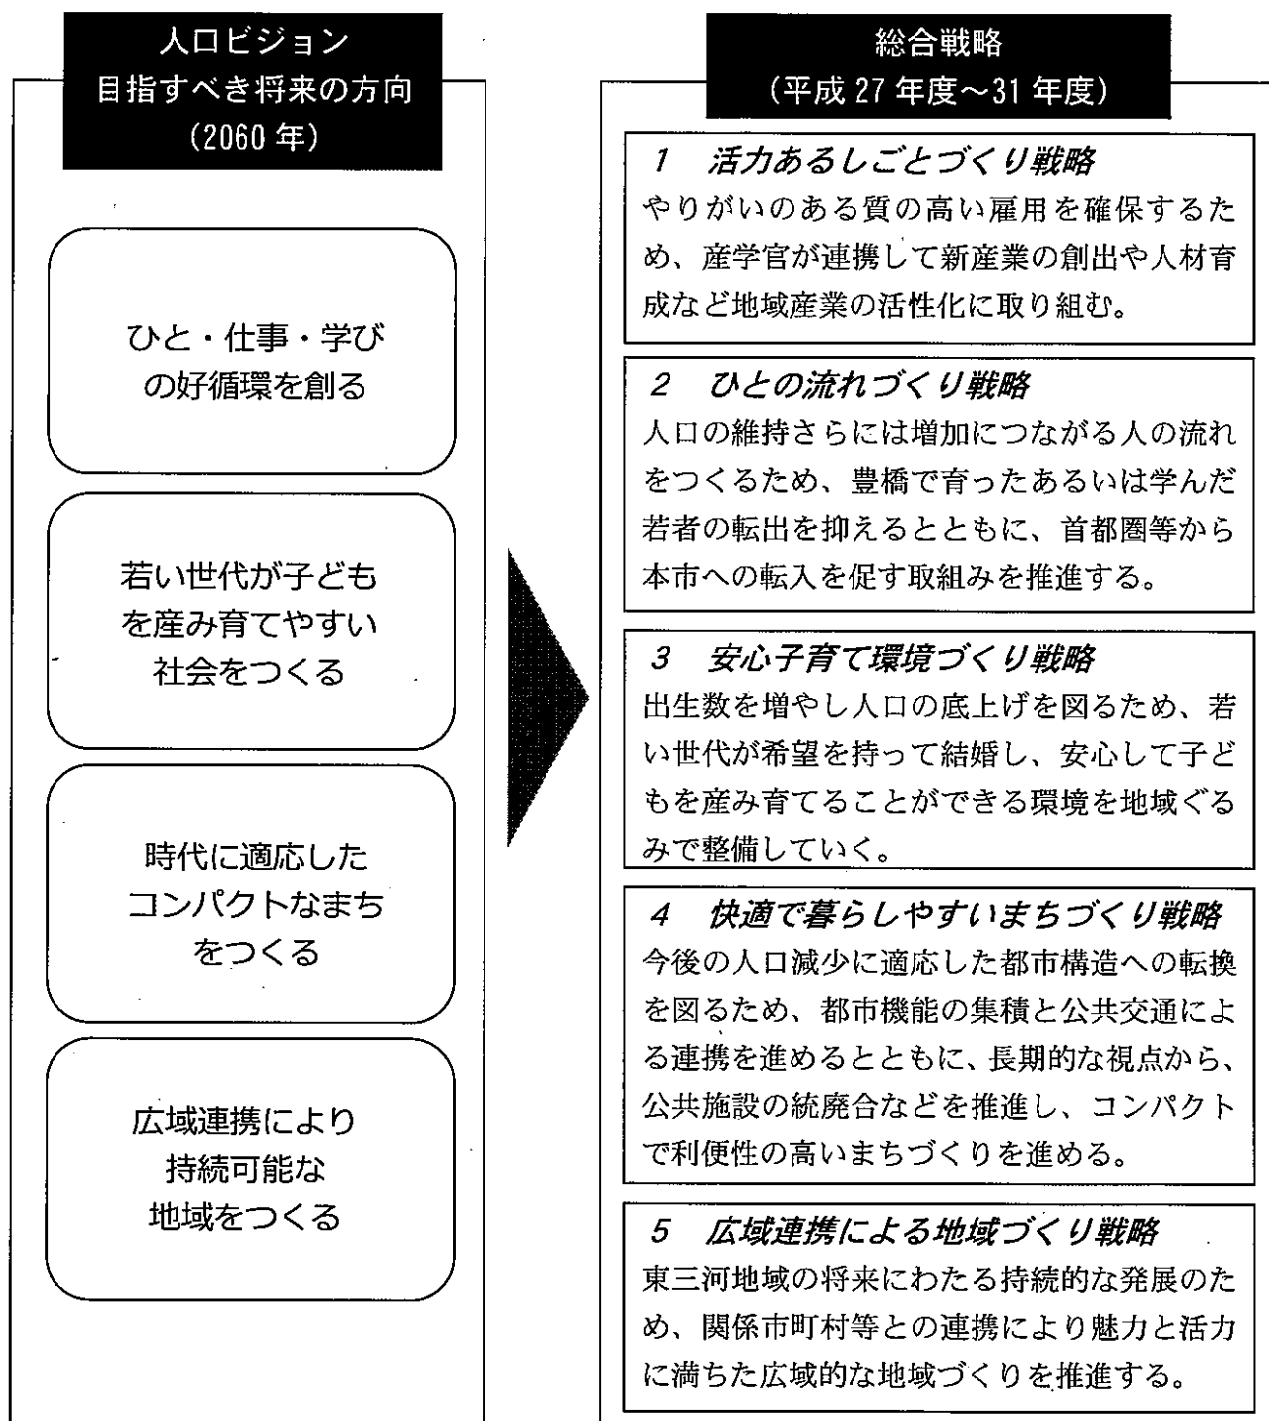 人口ビジョン
目指すべき将来の方向
(2060 年)
ひと・仕事・学び
の好循環を創る
若い世代が子ども
を産み育てやすい
社会をつくる
時代に適応した
コンパクトなまち
をつくる
広域連携により
持続可能な
地域をつくる
総合戦略
(平成 27 年度～31 年度)
1 活力あるしごとづくり戦略
やりがいのある質の高い雇用を確保するた
め、産学官が連携して新産業の創出や人材育
成など地域産業の活性化に取り組む。
2 ひとの流れづくり戦略
人口の維持さらには増加につながる人の流れ
をつくるため、豊橋で育ったあるいは学んだ
若者の転出を抑えるとともに、首都圏等から
本市への転入を促す取組みを推進する。
3 安心子育て環境づくり戦略
出生数を増やし人口の底上げを図るため、若
い世代が希望を持って結婚し、安心して子ど
もを産み育てることができる環境を地域ぐる
みで整備していく。
4 快適で暮らしやすいまちづくり戦略
今後の人口減少に適応した都市構造への転換
を図るため、都市機能の集積と公共交通によ
る連携を進めるとともに、長期的な視点から、
公共施設の統廃合などを推進し、コンパクト
で利便性の高いまちづくりを進める。
5 広域連携による地域づくり戦略
東三河地域の将来にわたる持続的な発展のた
め、関係市町村等との連携により魅力と活力
に満ちた広域的な地域づくりを推進する。